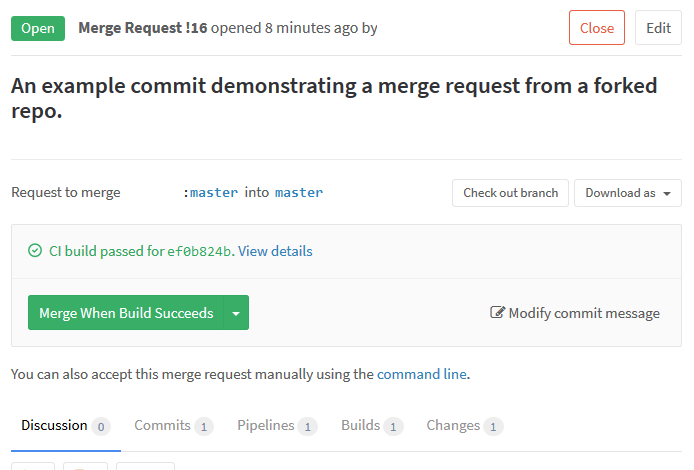 Open Merge Request !16 opened 8 minutes ago by Close Edit
An example commit demonstrating a merge request from a forked
repo.
Request to merge :master into master Check out branch Download as
CI build passed for ef0b824b. View details
Merge When Build Succeeds Modify commit message
You can also accept this merge request manually using the command line.
Discussion 0 Commits 1 Pipelines 1 Builds 1 Changes 1